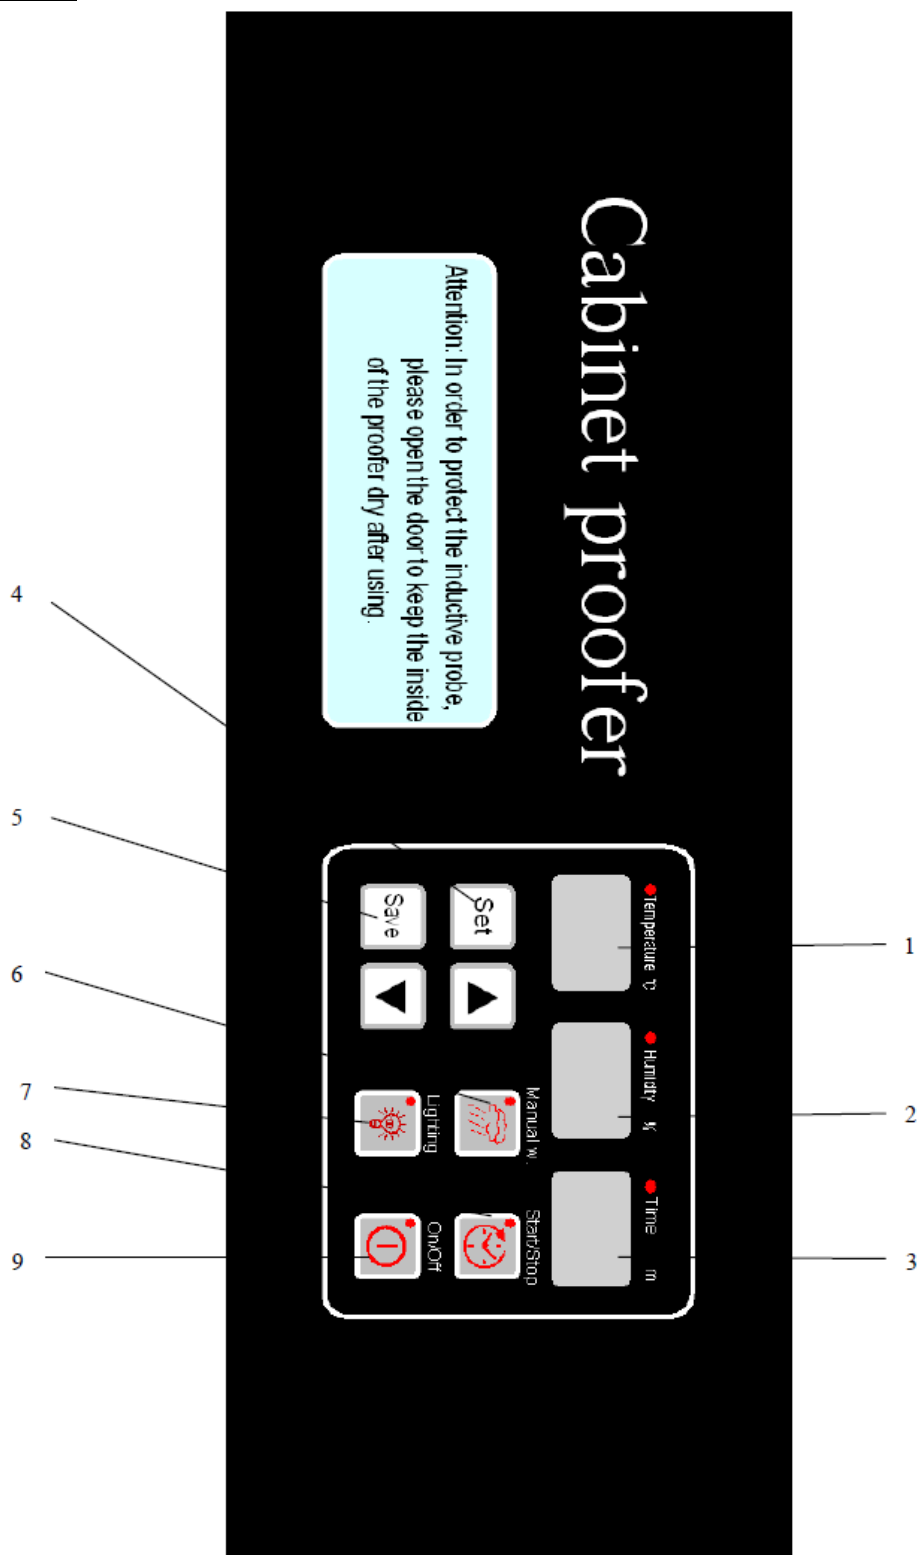 Cabinet proofer
Attention: In order to protect the inductive probe,
please open the door to keep the inside
of the proofer dry after using.
Temperature ℃
Humidty %
Time m
Set
Save
Manual w.
Start/Stop
Lighting
On/Off
1
2
3
4
5
6
7
8
9